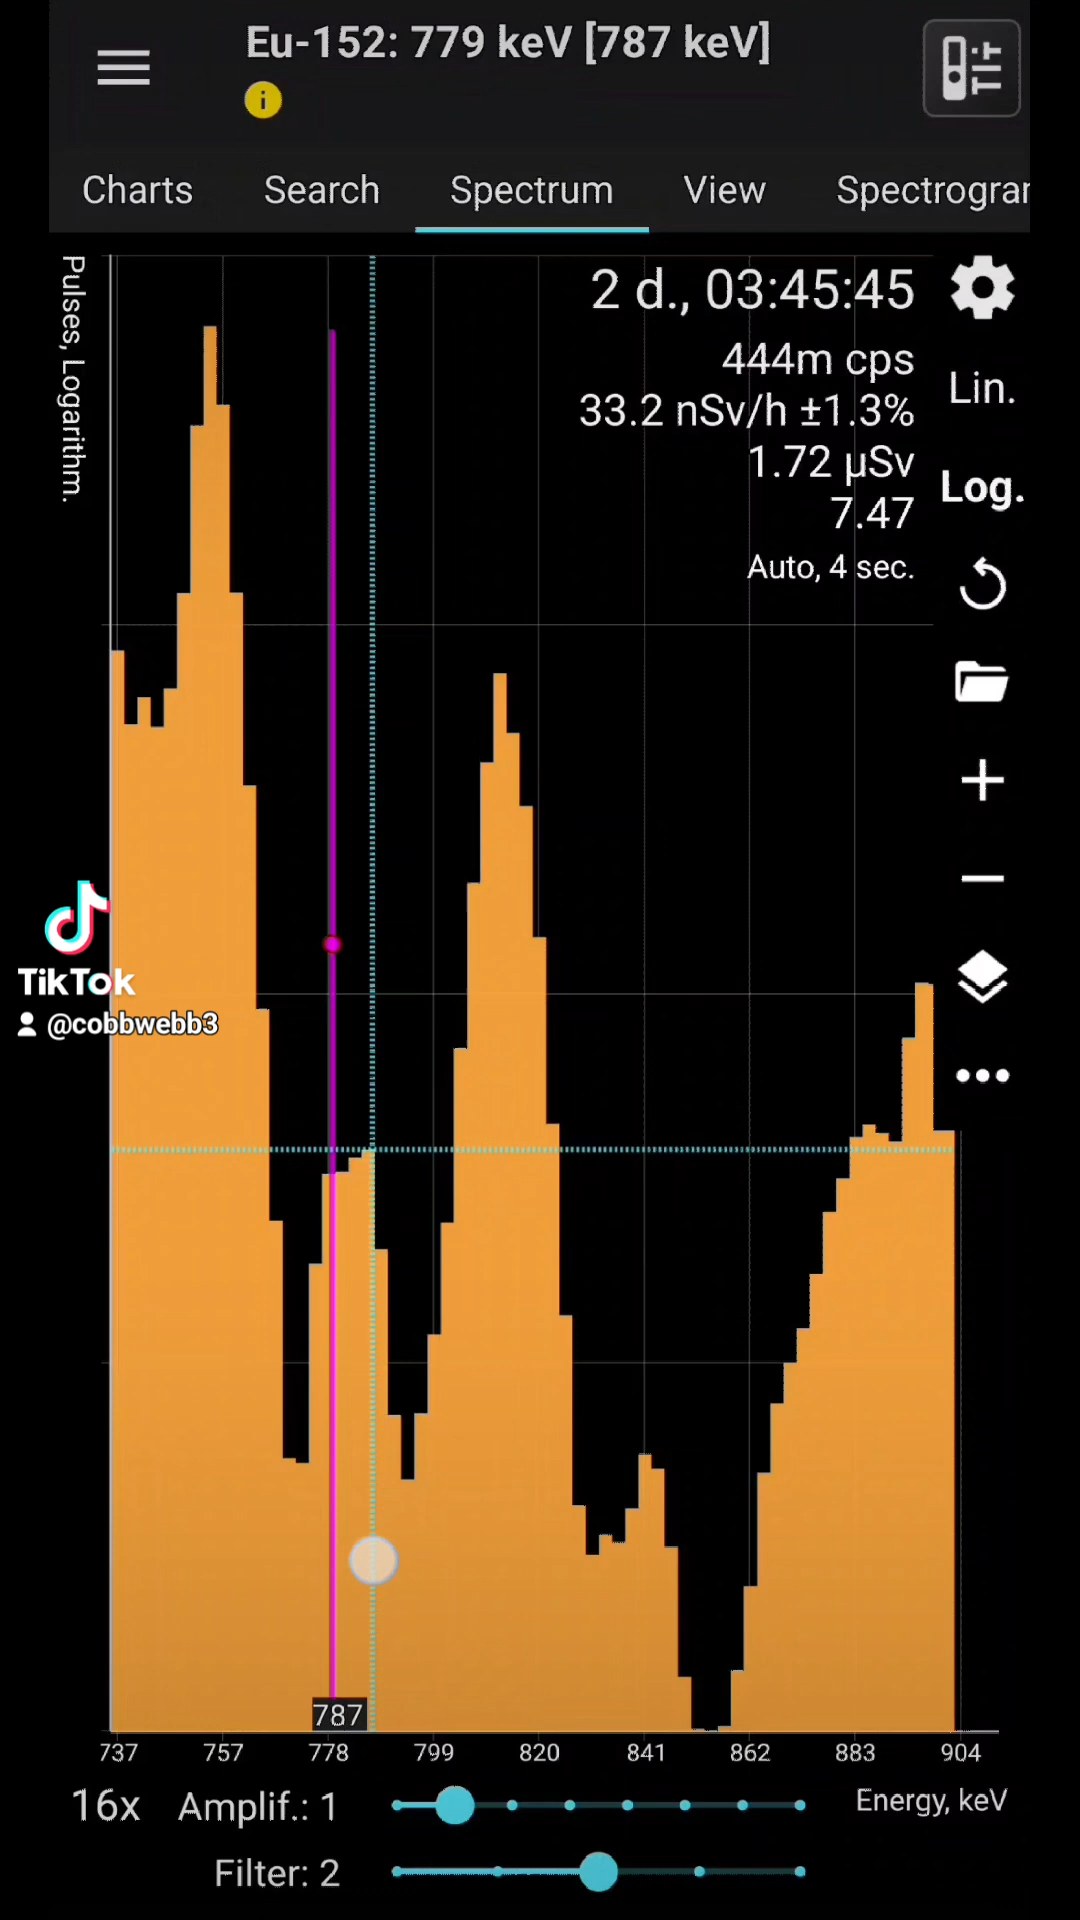 Eu-152: 779 keV [787 keV]
i
Charts Search Spectrum View Spectrogram
Pulses, Logarithm.
2 d., 03:45:45
444m cps
33.2 nSv/h ±1.3%
1.72 µSv
7.47
Auto, 4 sec.
Lin.
Log.
TikTok
@cobbwebb3
787
737 757 778 799 820 841 862 883 904
Energy, keV
16x Amplif.: 1
Filter: 2